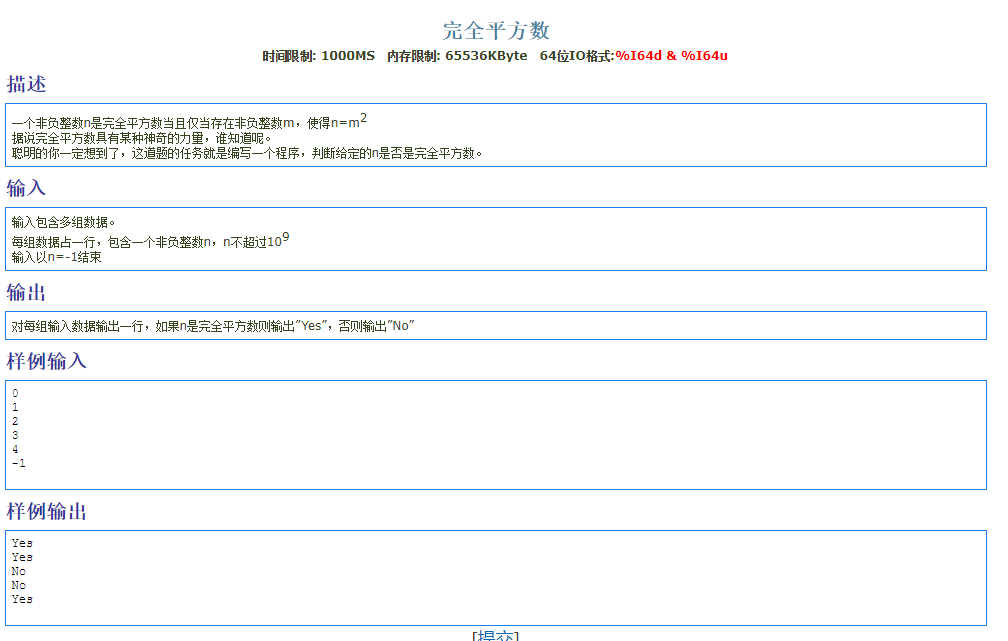 完全平方数
时间限制: 1000MS 内存限制: 65536KByte 64位IO格式:%I64d & %I64u
描述
一个非负整数n是完全平方数当且仅当存在非负整数m，使得n=m2
据说完全平方数具有某种神奇的力量，谁知道呢。
聪明的你一定想到了，这道题的任务就是编写一个程序，判断给定的n是否是完全平方数。
输入
输入包含多组数据。
每组数据占一行，包含一个非负整数n，n不超过109
输入以n=-1结束
输出
对每组输入数据输出一行，如果n是完全平方数则输出”Yes”，否则输出”No”
样例输入
0
1
2
3
4
-1
样例输出
Yes
Yes
No
No
Yes
[提交]